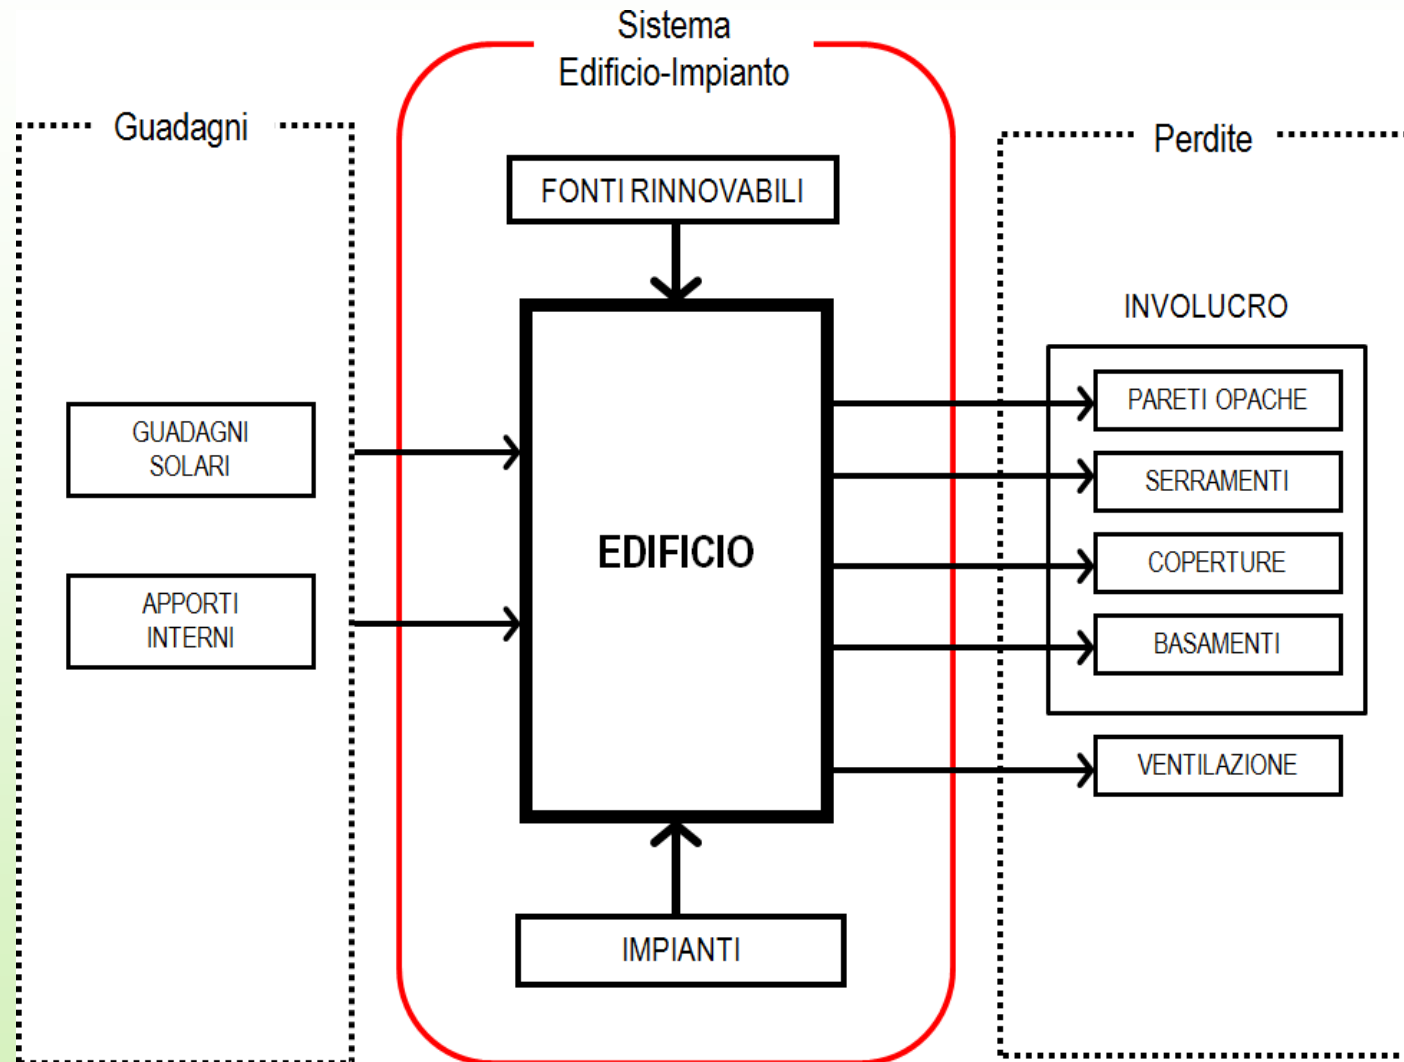 Sistema
Edificio-Impianto
Guadagni
Perdite
FONTI RINNOVABILI
INVOLUCRO
GUADAGNI
SOLARI
APPORTI
INTERNI
EDIFICIO
PARETI OPACHE
SERRAMENTI
COPERTURE
BASAMENTI
VENTILAZIONE
IMPIANTI